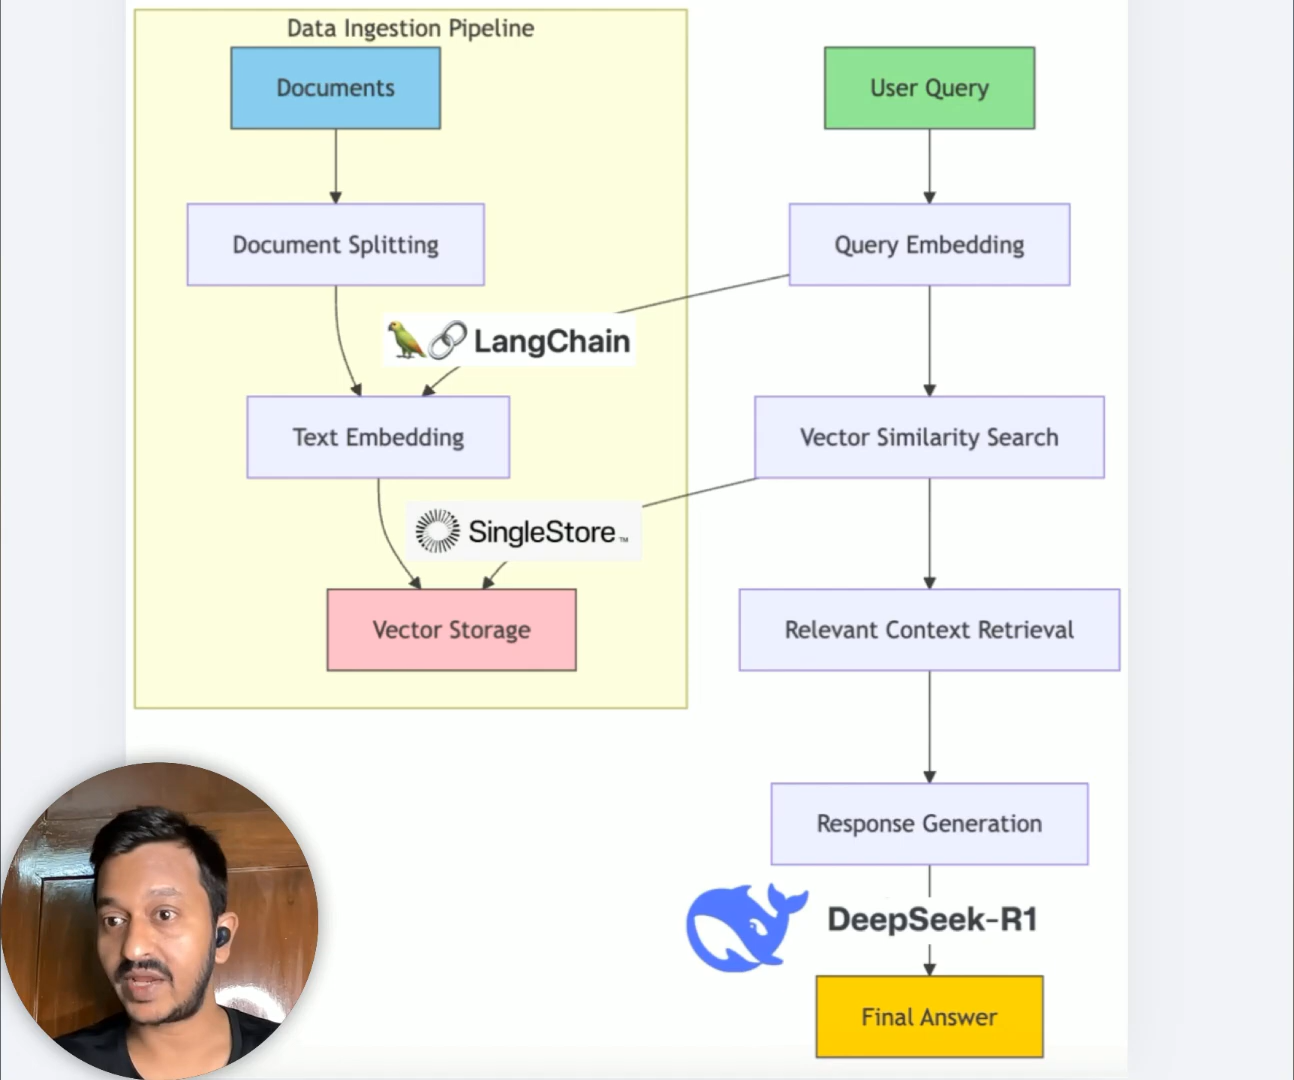 Data Ingestion Pipeline
Documents
Document Splitting
LangChain
Text Embedding
SingleStore™
Vector Storage
User Query
Query Embedding
Vector Similarity Search
Relevant Context Retrieval
Response Generation
DeepSeek-R1
Final Answer